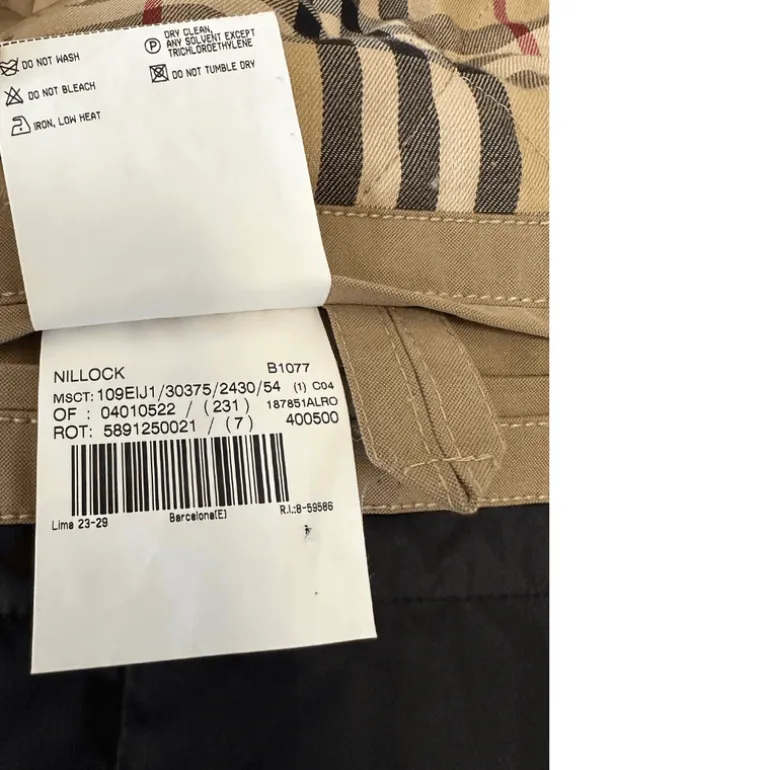 DO NOT WASH
DO NOT BLEACH
IRON, LOW HEAT
P DRY CLEAN,
ANY SOLVENT EXCEPT
TRICHLOROETHYLENE
DO NOT TUMBLE DRY
NILLOCK B1077
MSCT: 109EIJ1/30375/2430/54 (1) C04
OF : 04010522 / (231) 187851ALRO
ROT: 5891250021 / (7) 400500
Lima 23-29 Barcelona(E) R.I.:8-59586